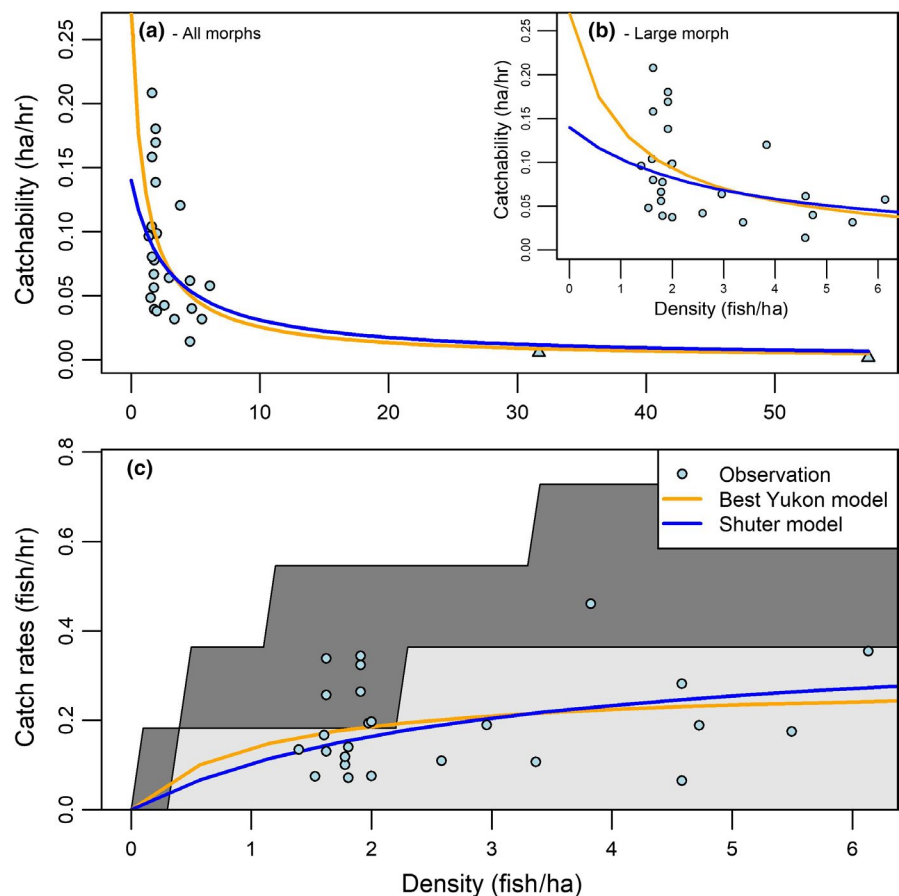 (a) - All morphs
Catchability (ha/hr)
0.25
0.20
0.15
0.10
0.05
0.00
0 10 20 30 40 50
(b) - Large morph
Catchability (ha/hr)
0.25
0.20
0.15
0.10
0.05
0.00
0 1 2 3 4 5 6
Density (fish/ha)
(c)
Catch rates (fish/hr)
0.8
0.6
0.4
0.2
0.0
Observation
Best Yukon model
Shuter model
0 1 2 3 4 5 6
Density (fish/ha)